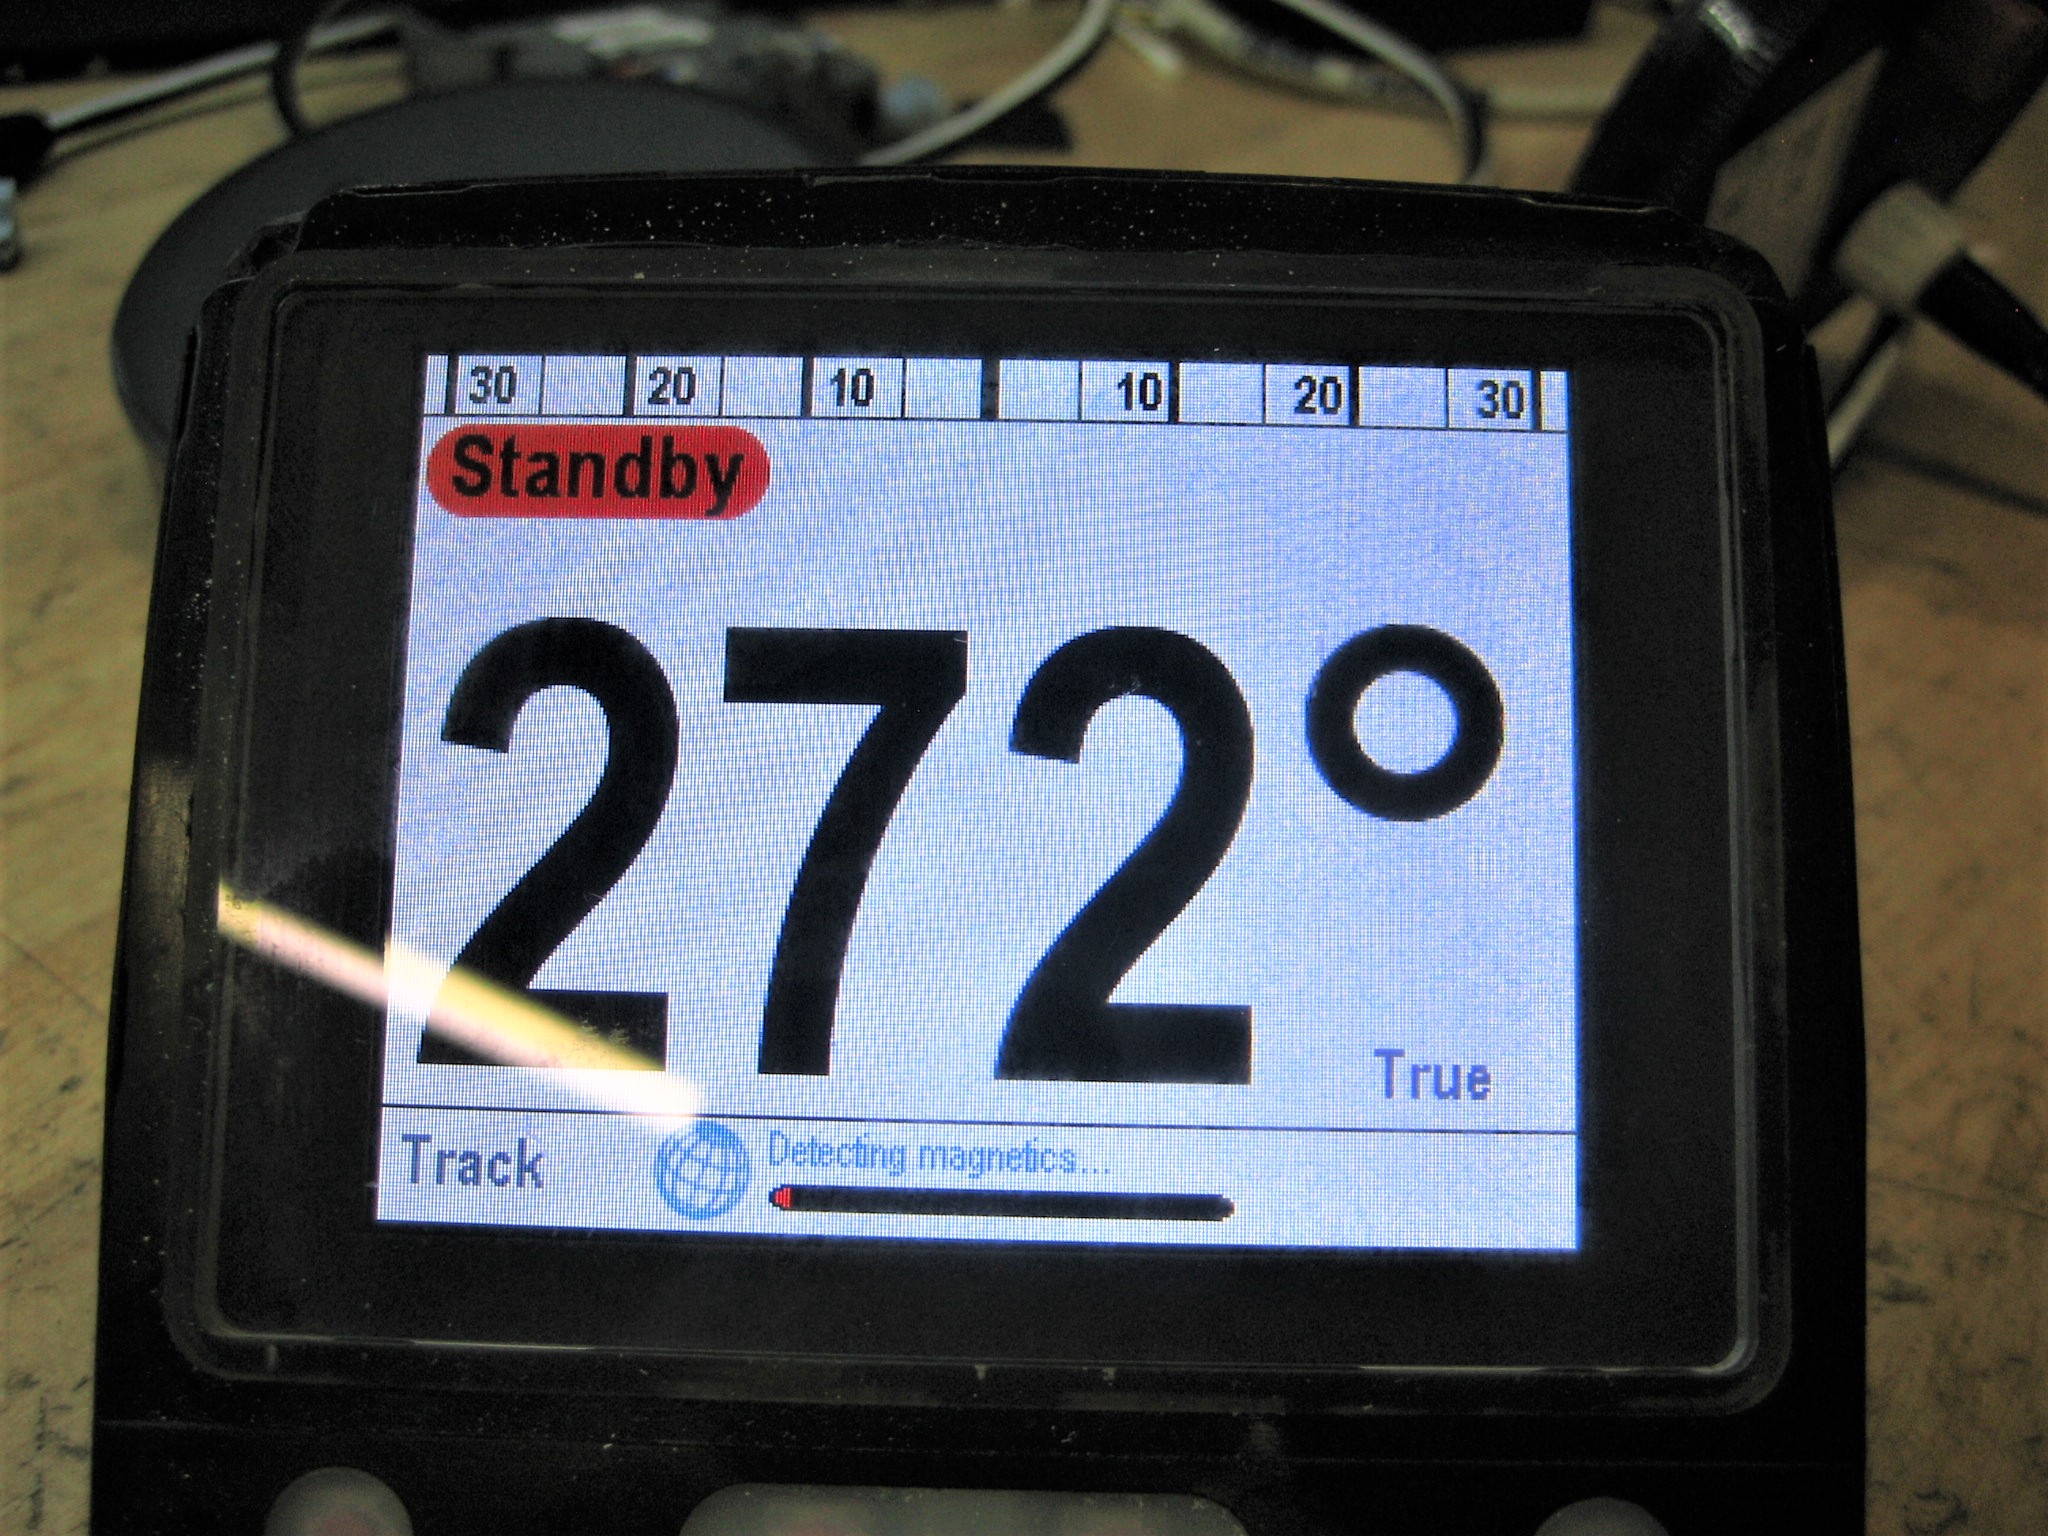 30 20 10 10 20 30
Standby
272°
True
Track
Detecting magnetics...